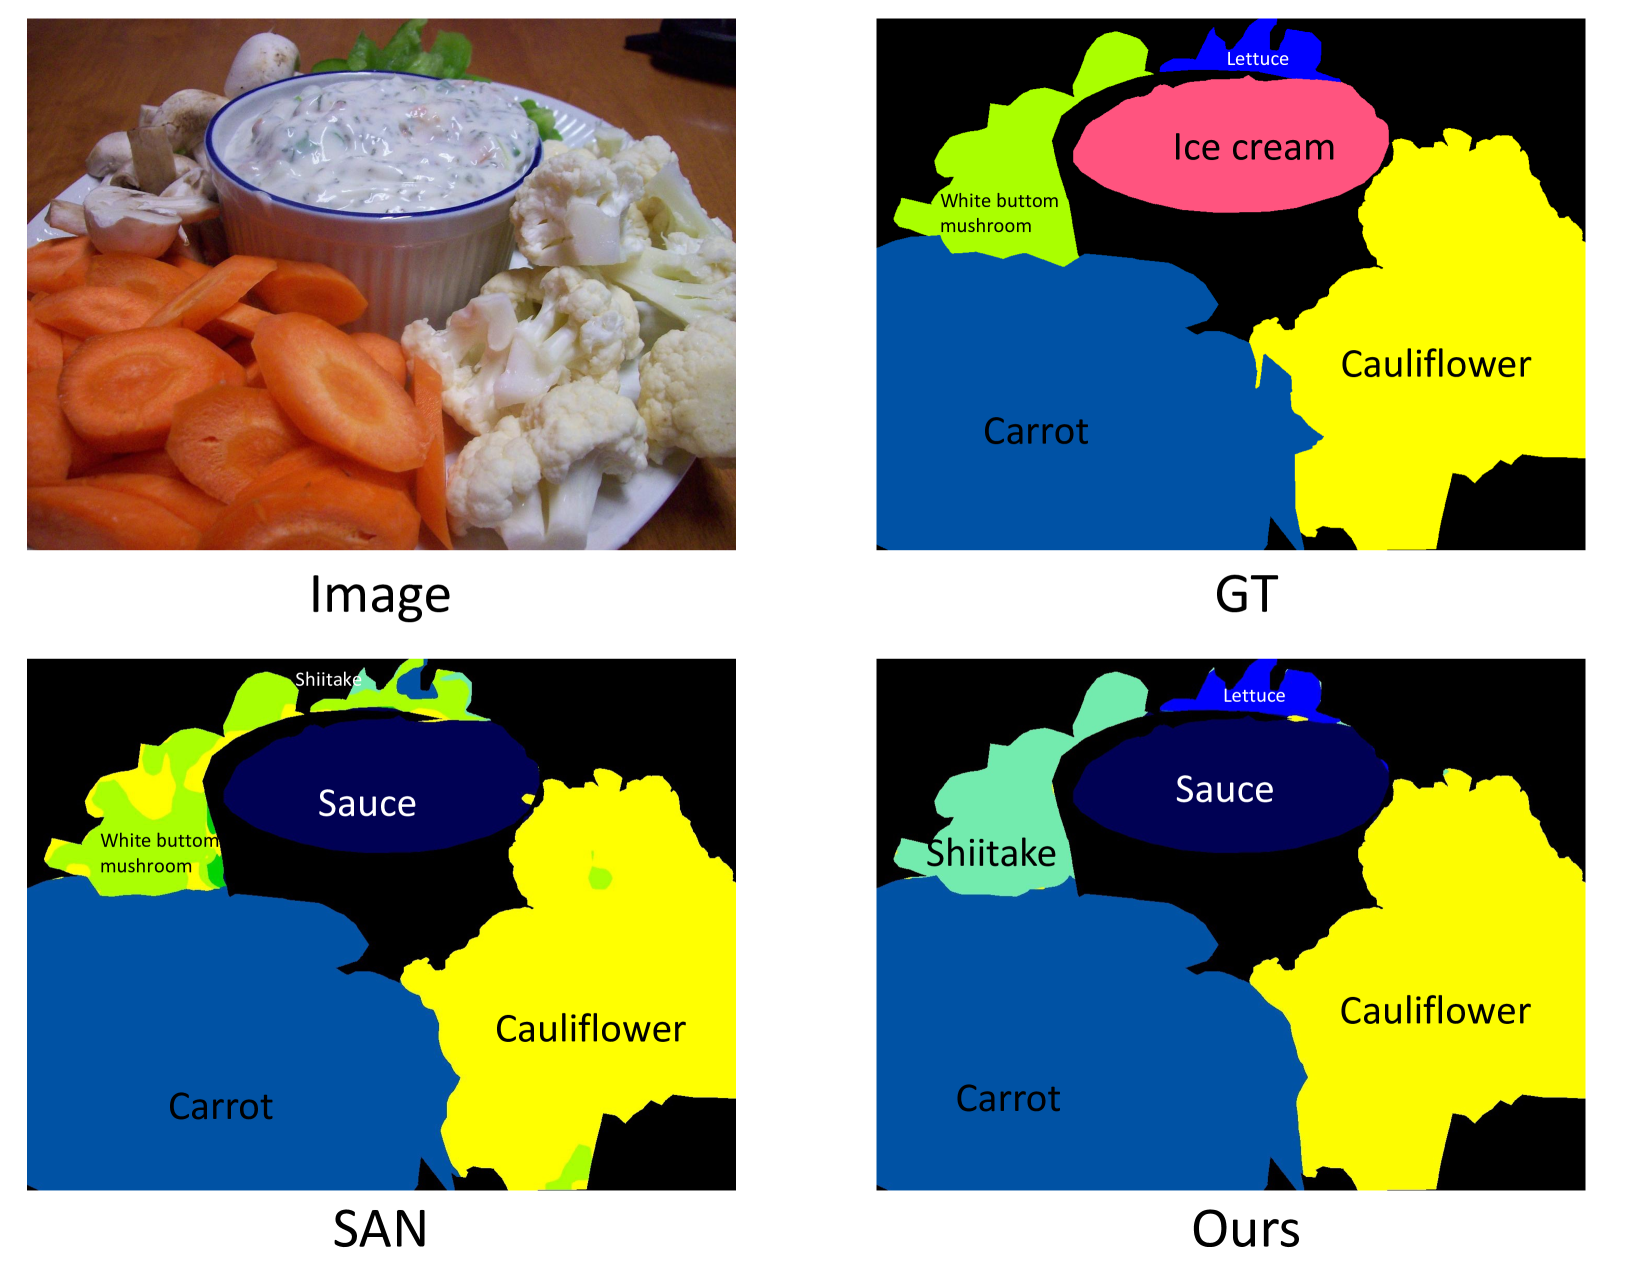 Lettuce
Ice cream
White buttom
mushroom
Cauliflower
Carrot
Image
GT
Shiitake
Sauce
White buttom
mushroom
Cauliflower
Carrot
SAN
Lettuce
Sauce
Shiitake
Cauliflower
Carrot
Ours